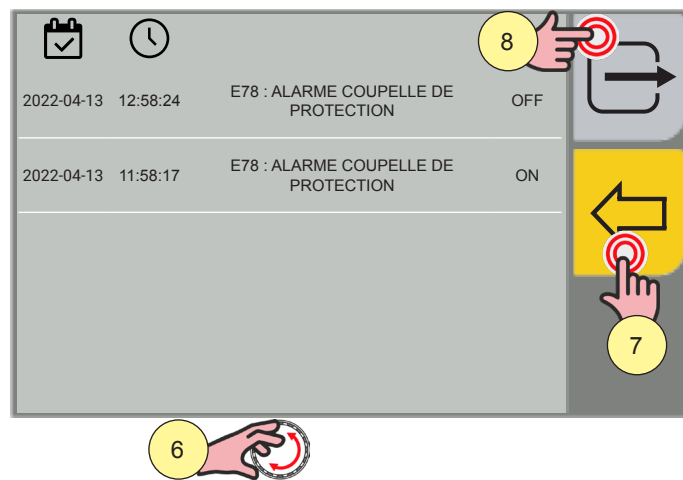 8
2022-04-13 12:58:24 E78 : ALARME COUPELLE DE OFF
PROTECTION
2022-04-13 11:58:17 E78 : ALARME COUPELLE DE ON
PROTECTION
7
6